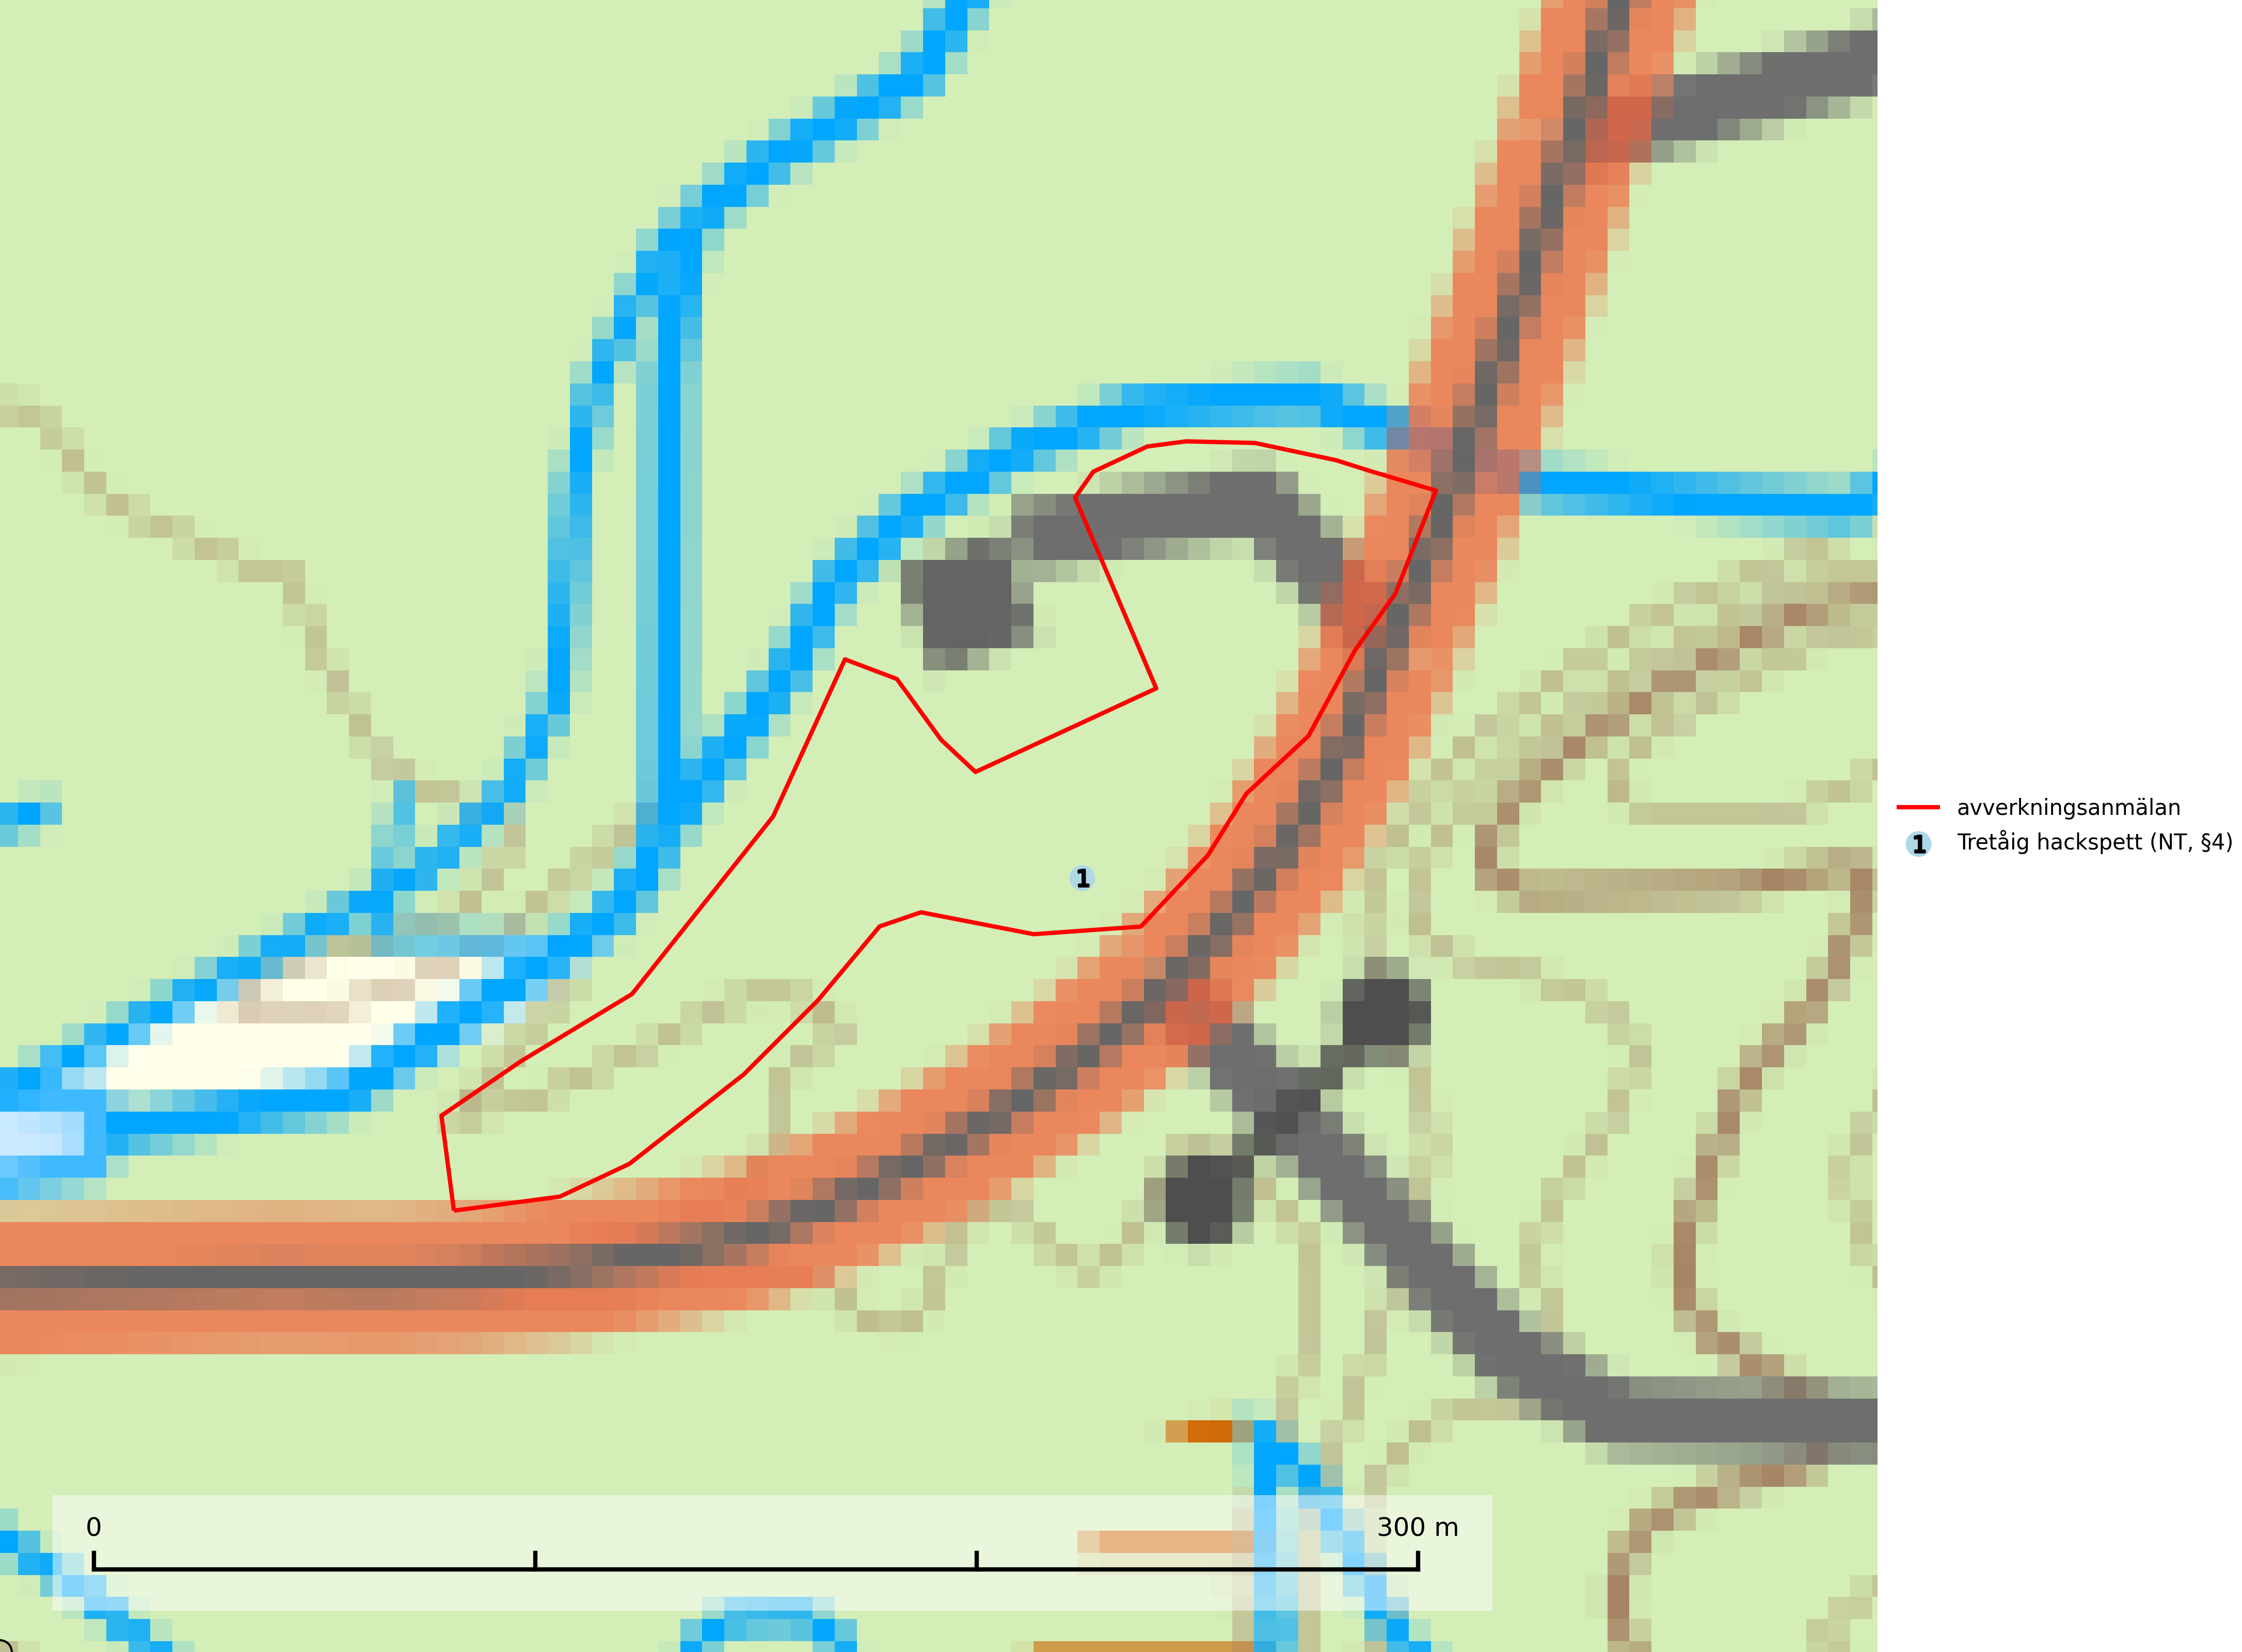 1
avverkningsanmälan
1 Tretåig hackspett (NT, §4)
0 300 m